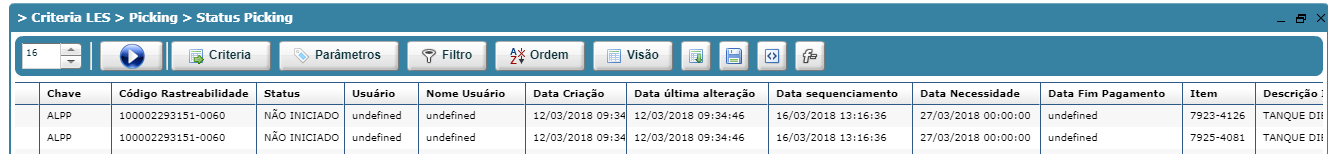 > Criteria LES > Picking > Status Picking
16 Criteria Parâmetros Filtro Ordem Visão
Chave Código Rastreabilidade Status Usuário Nome Usuário Data Criação Data última alteração Data sequenciamento Data Necessidade Data Fim Pagamento Item Descrição
ALPP 100002293151-0060 NÃO INICIADO undefined undefined 12/03/2018 09:34 12/03/2018 09:34:46 16/03/2018 13:16:36 27/03/2018 00:00:00 undefined 7923-4126 TANQUE
ALPP 100002293151-0060 NÃO INICIADO undefined undefined 12/03/2018 09:34 12/03/2018 09:34:46 16/03/2018 13:16:36 27/03/2018 00:00:00 undefined 7925-4081 TANQUE